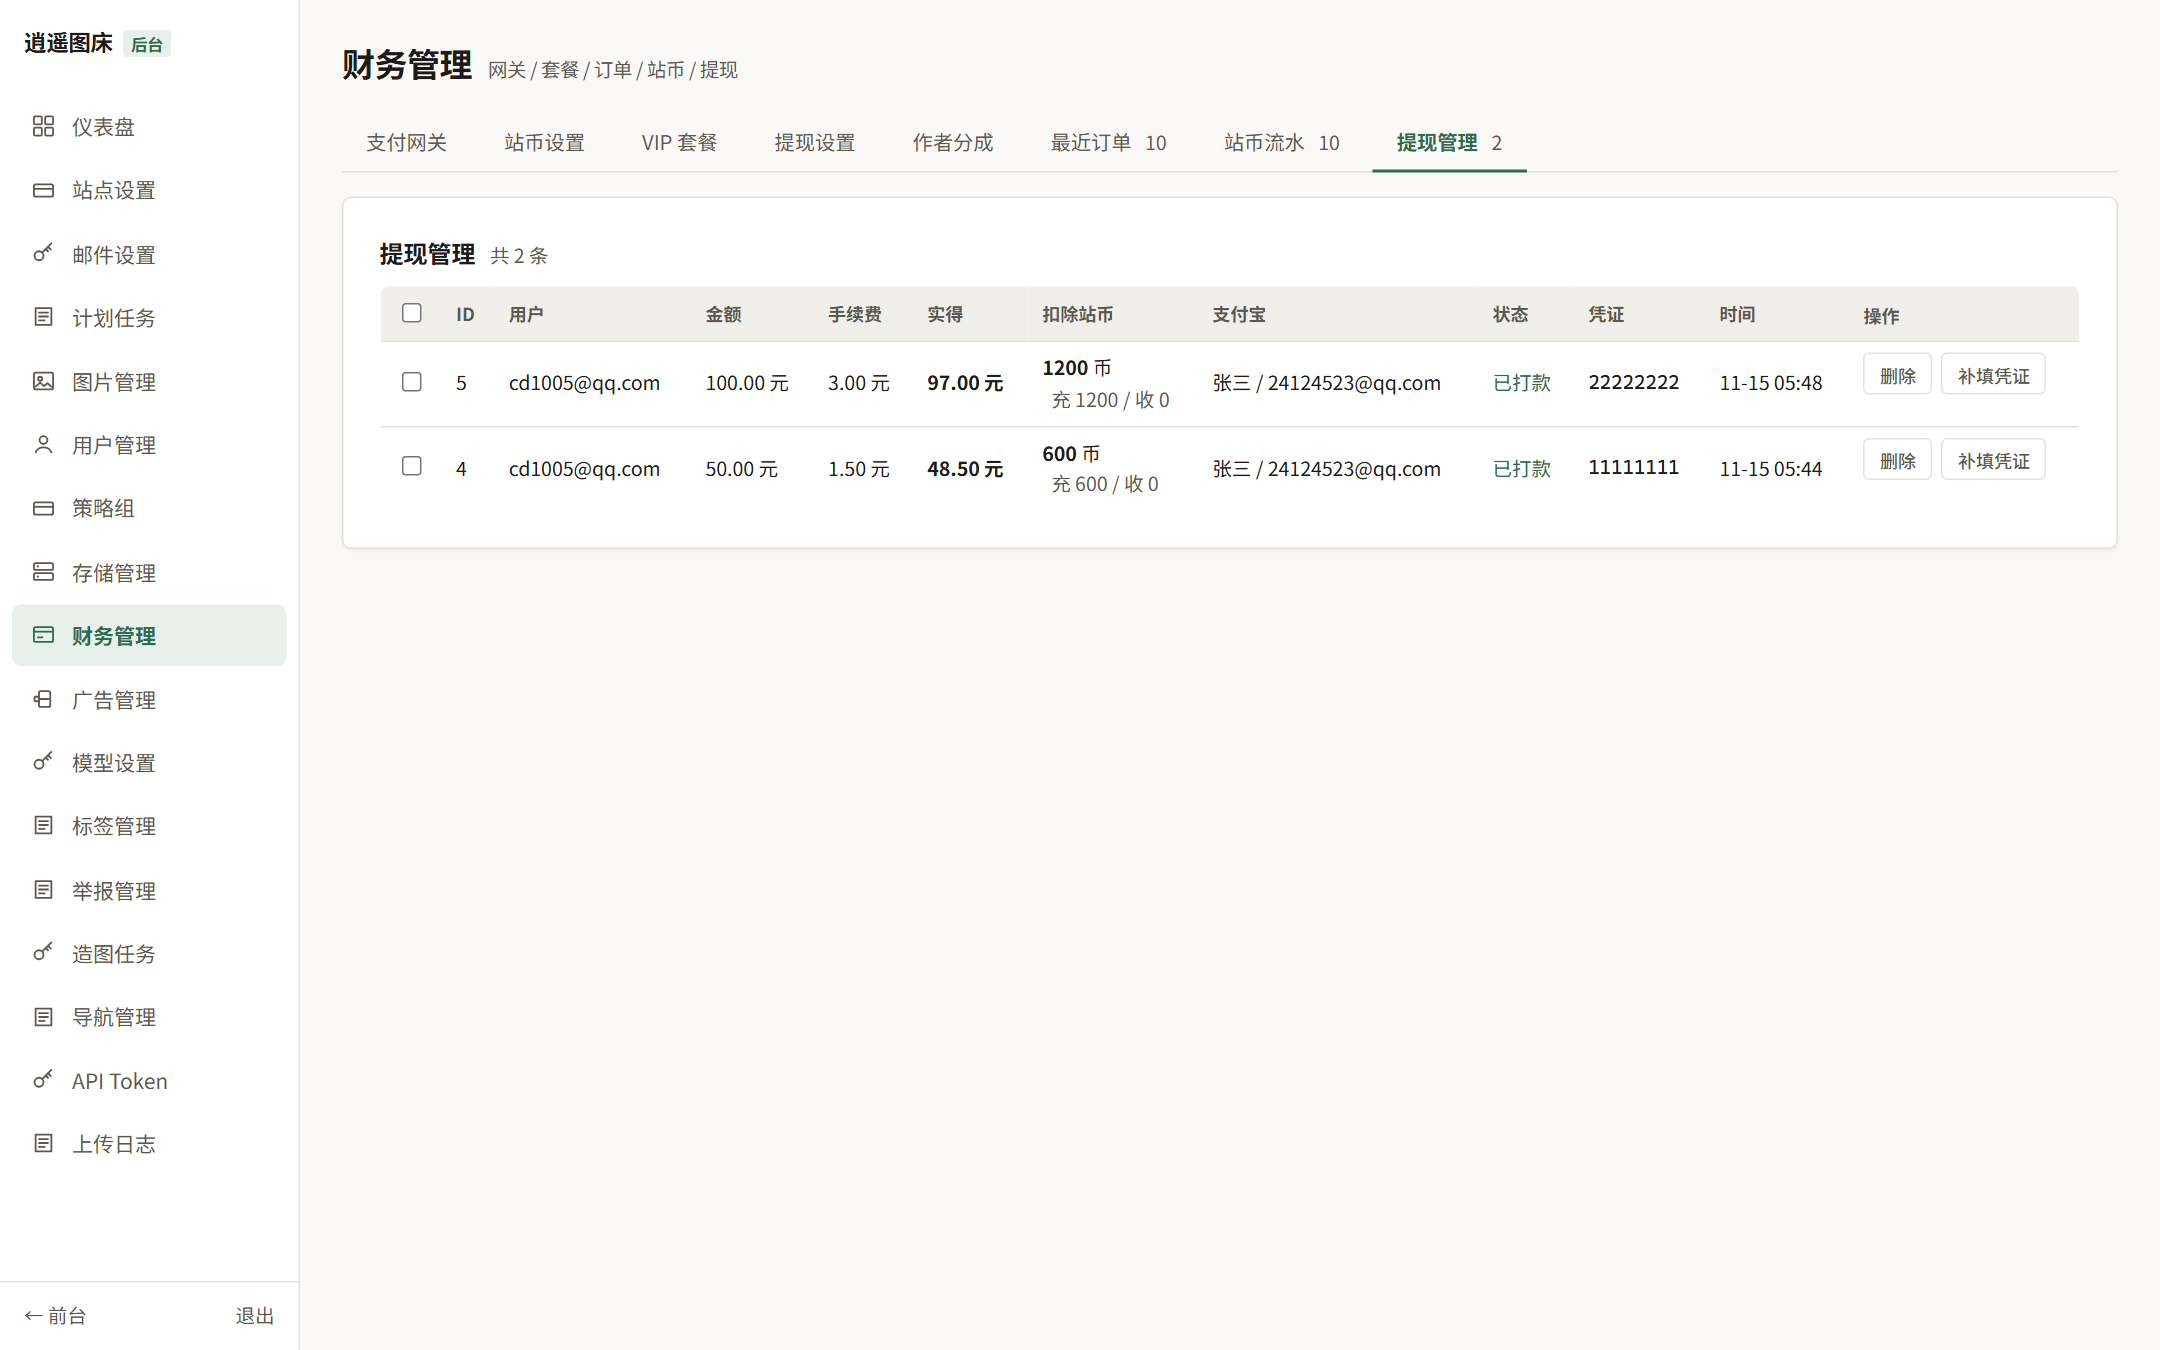 逍遥图床 后台
仪表盘
站点设置
邮件设置
计划任务
图片管理
用户管理
策略组
存储管理
财务管理
广告管理
模型设置
标签管理
举报管理
造图任务
导航管理
API Token
上传日志
← 前台 退出
财务管理 网关 / 套餐 / 订单 / 站币 / 提现
支付网关 站币设置 VIP 套餐 提现设置 作者分成 最近订单 10 站币流水 10 提现管理 2
提现管理 共 2 条
ID 用户 金额 手续费 实得 扣除站币 支付宝 状态 凭证 时间 操作
5 cd1005@qq.com 100.00 元 3.00 元 97.00 元 1200 币 张三 / 24124523@qq.com 已打款 22222222 11-15 05:48 删除 补填凭证
充 1200 / 收 0
4 cd1005@qq.com 50.00 元 1.50 元 48.50 元 600 币 张三 / 24124523@qq.com 已打款 11111111 11-15 05:44 删除 补填凭证
充 600 / 收 0